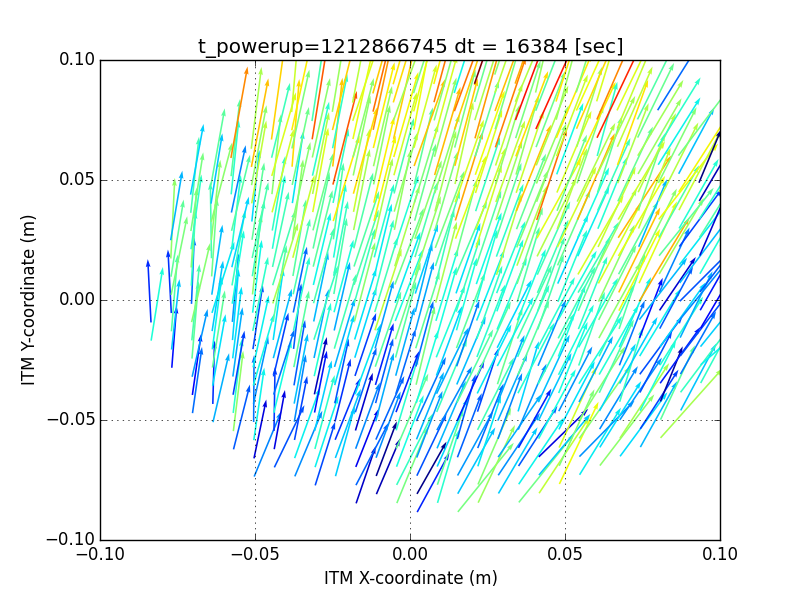 t_powerup=1212866745 dt = 16384 [sec]
0.10
0.05
0.00
−0.05
−0.10
ITM Y-coordinate (m)
−0.10 −0.05 0.00 0.05 0.10
ITM X-coordinate (m)